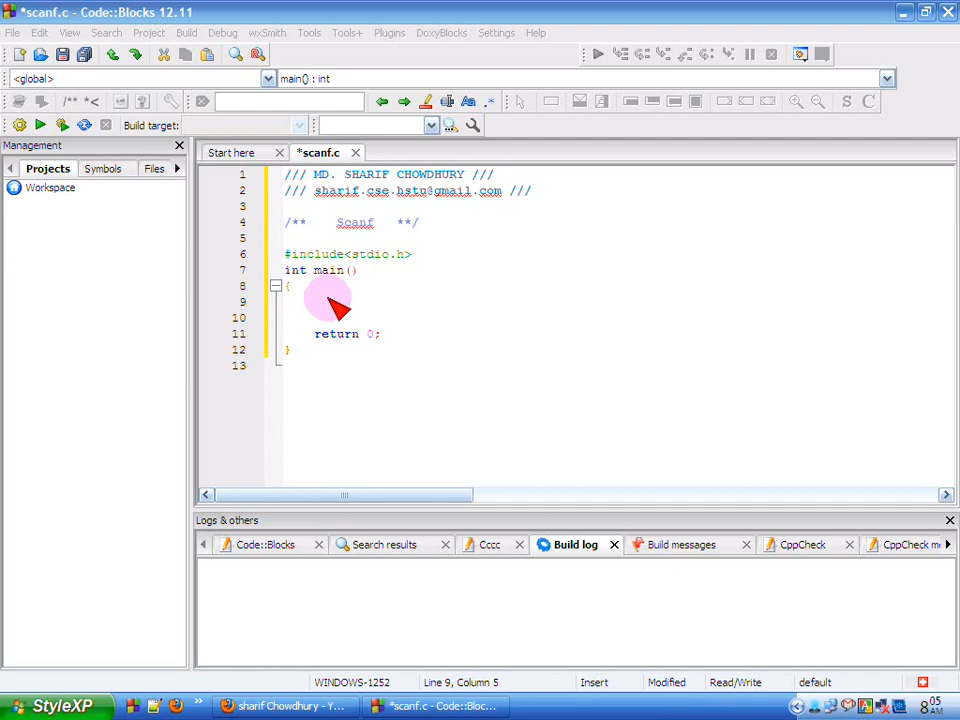 *scanf.c - Code::Blocks 12.11
File Edit View Search Project Build Debug wxSmith Tools Tools+ Plugins DoxyBlocks Settings Help
<global> main() : int
/** *< S C
Build target:
Management
Projects Symbols Files
Workspace
Start here *scanf.c
1 /// MD. SHARIF CHOWDHURY ///
2 /// sharif.cse.hstu@gmail.com ///
3
4 /** Scanf **/
5
6 #include<stdio.h>
7 int main()
8 {
9
10
11 return 0;
12 }
13
Logs & others
Code::Blocks Search results Cccc Build log Build messages CppCheck CppCheck me
WINDOWS-1252 Line 9, Column 5 Insert Modified Read/Write default
StyleXP sharif Chowdhury - Y... *scanf.c - Code::Bloc... 8 05 AM